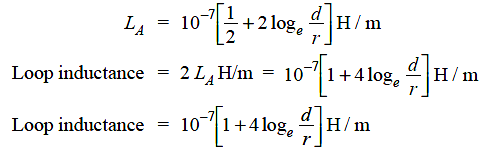 L_A = 10^{-7}[1/2 + 2 log_e d/r] H / m
Loop inductance = 2 L_A H/m = 10^{-7}[1 + 4 log_e d/r] H / m
Loop inductance = 10^{-7}[1 + 4 log_e d/r] H / m